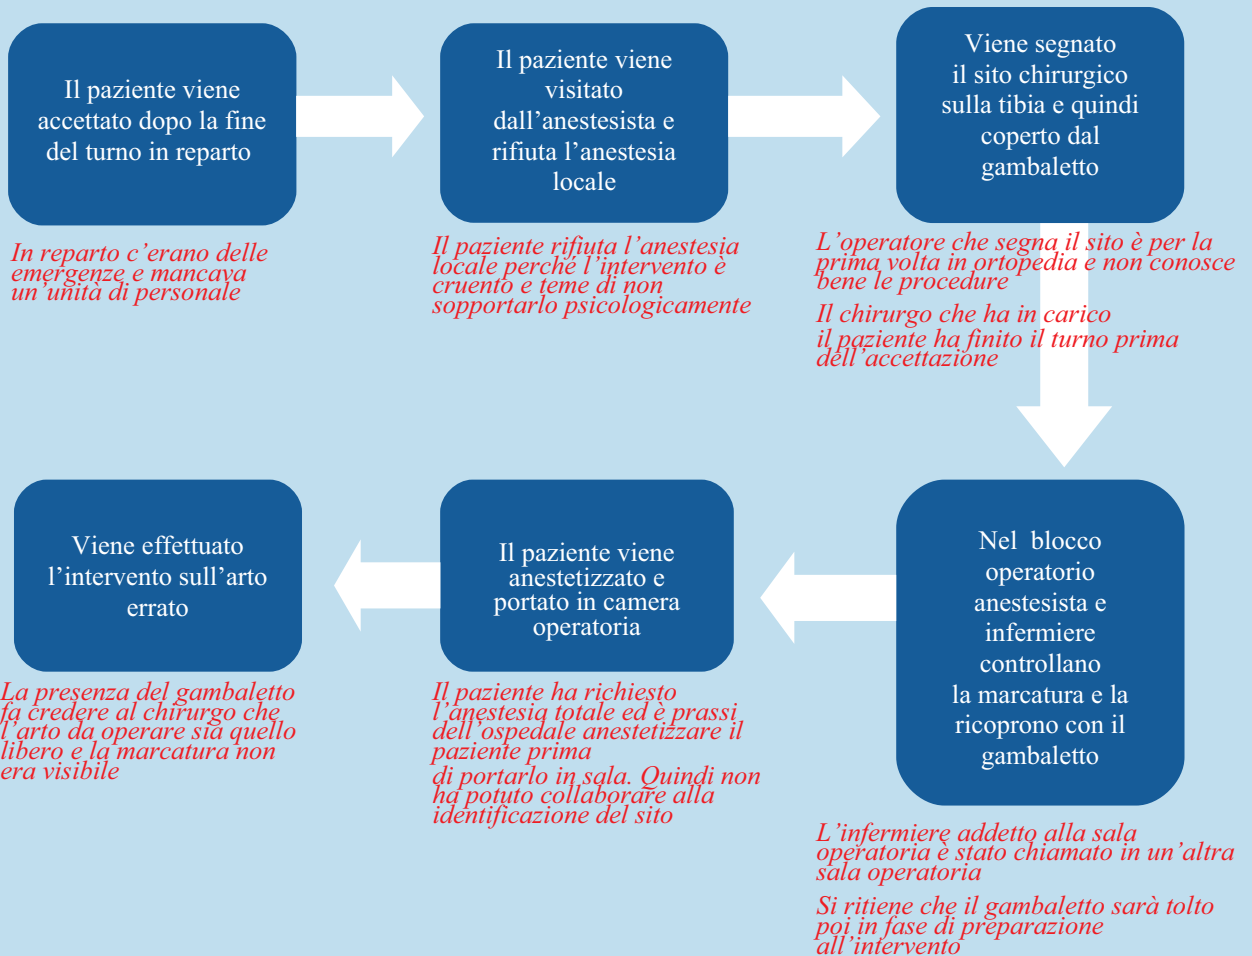 Il paziente viene
accettato dopo la fine
del turno in reparto
In reparto c’erano delle
emergenze e mancava
un’unità di personale
Il paziente viene
visitato
dall’anestesista e
rifiuta l’anestesia
locale
Il paziente rifiuta l’anestesia
locale perché l’intervento è
cruento e teme di non
sopportarlo psicologicamente
Viene segnato
il sito chirurgico
sulla tibia e quindi
coperto dal
gambaletto
L’operatore che segna il sito è per la
prima volta in ortopedia e non conosce
bene le procedure
Il chirurgo che ha in carico
il paziente ha finito il turno prima
dell’accettazione
Nel blocco
operatorio
anestesista e
infermiere
controllano
la marcatura e la
ricoprono con il
gambaletto
L’infermiere addetto alla sala
operatoria è stato chiamato in un’altra
sala operatoria
Si ritiene che il gambaletto sarà tolto
poi in fase di preparazione
all’intervento
Il paziente viene
anestetizzato e
portato in camera
operatoria
Il paziente ha richiesto
l’anestesia totale ed è prassi
dell’ospedale anestetizzare il
paziente prima
di portarlo in sala. Quindi non
ha potuto collaborare alla
identificazione del sito
Viene effettuato
l’intervento sull’arto
errato
La presenza del gambaletto
fa credere al chirurgo che
l’arto da operare sia quello
libero e la marcatura non
era visibile